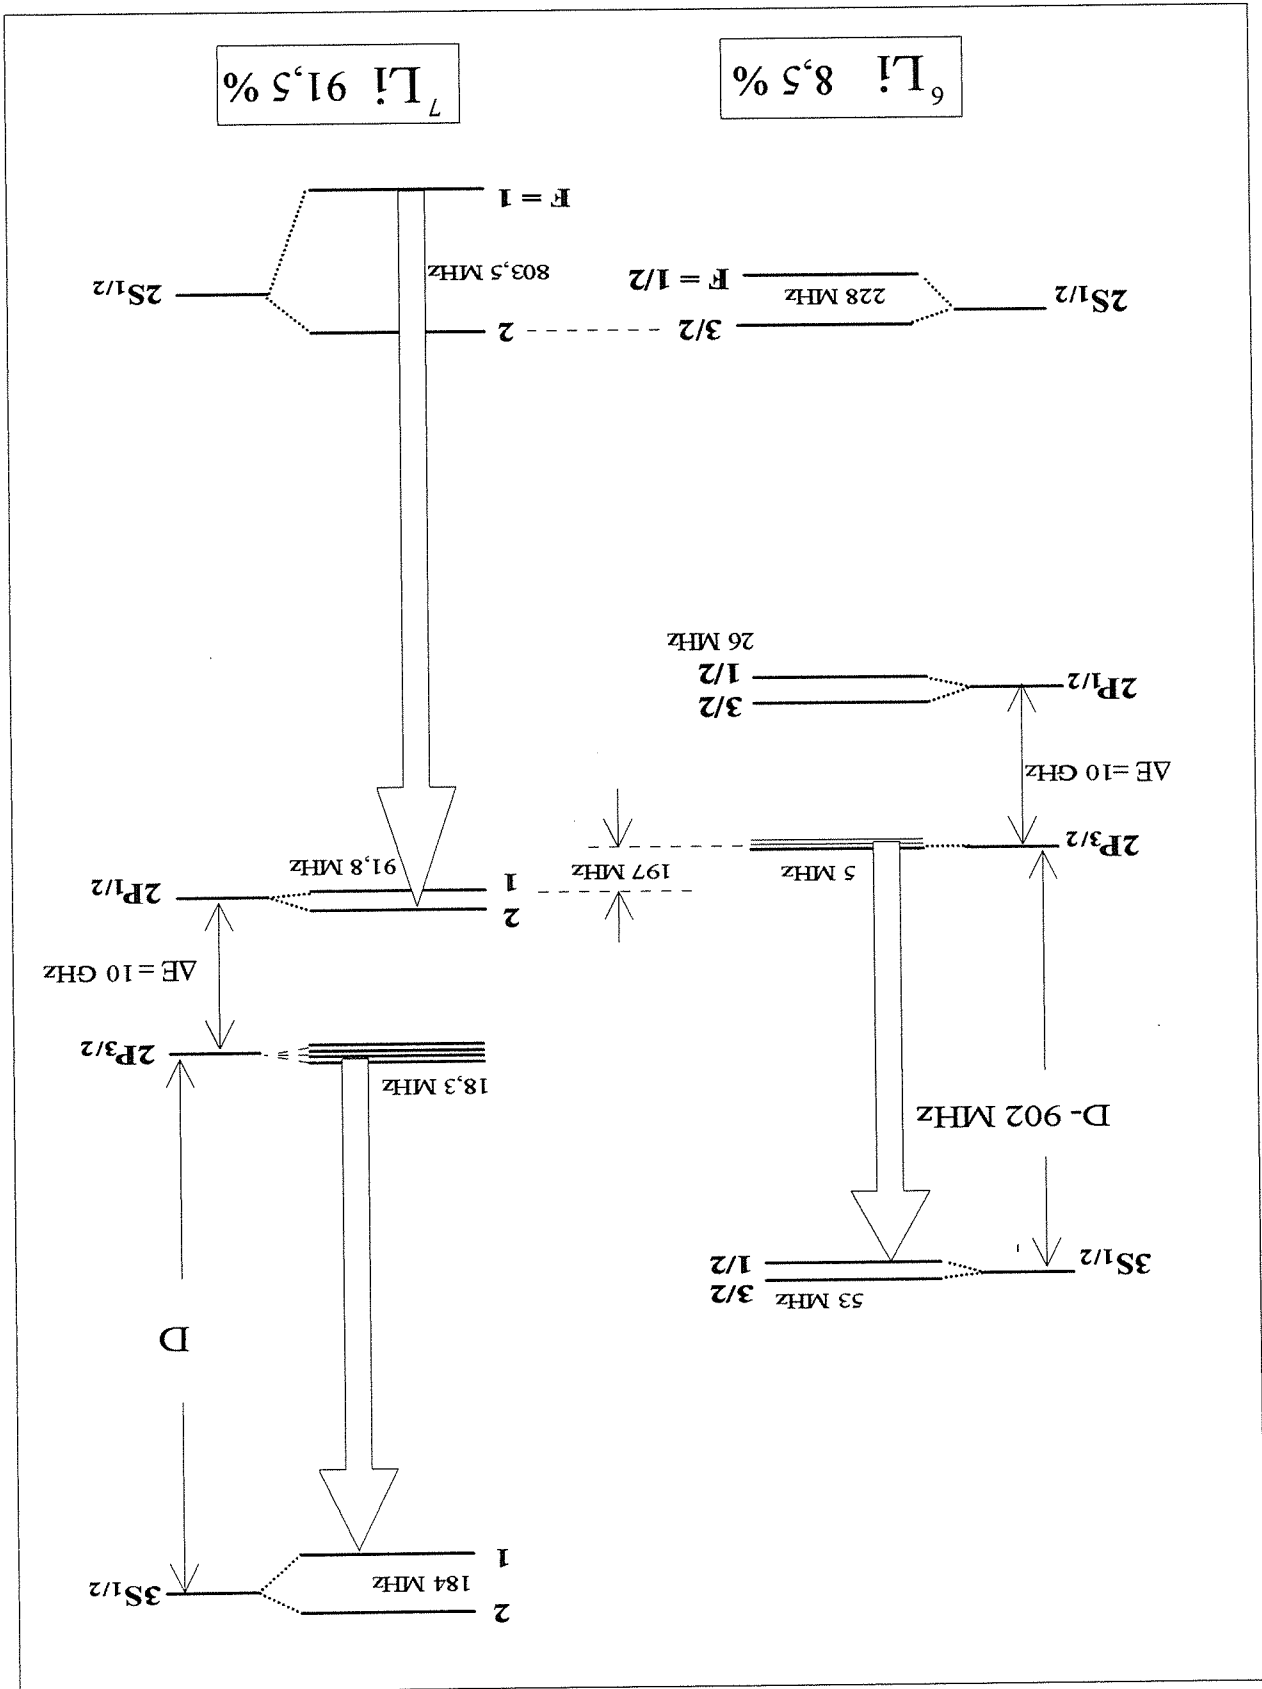 2
184 MHz
3S1/2
1
D
53 MHz
3/2
3S1/2
1/2
D- 902 MHz
18,3 MHz
2P3/2
ΔE = 10 GHz
2
2P1/2
1
91,8 MHz
5 MHz
197 MHz
2P3/2
ΔE =10 GHz
3/2
2P1/2
1/2
26 MHz
3/2
2
2S1/2
228 MHz
F = 1/2
803,5 MHz
2S1/2
F = 1
6Li 8,5 %
7Li 91,5 %